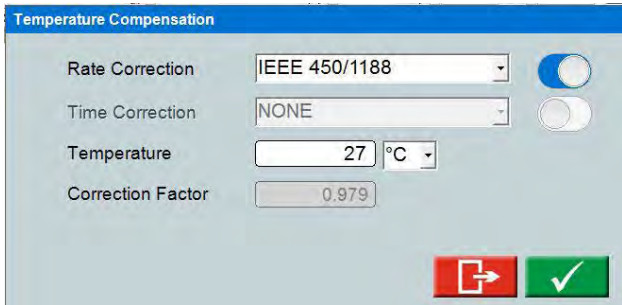 Temperature Compensation
Rate Correction IEEE 450/1188
Time Correction NONE
Temperature 27 °C
Correction Factor 0.979